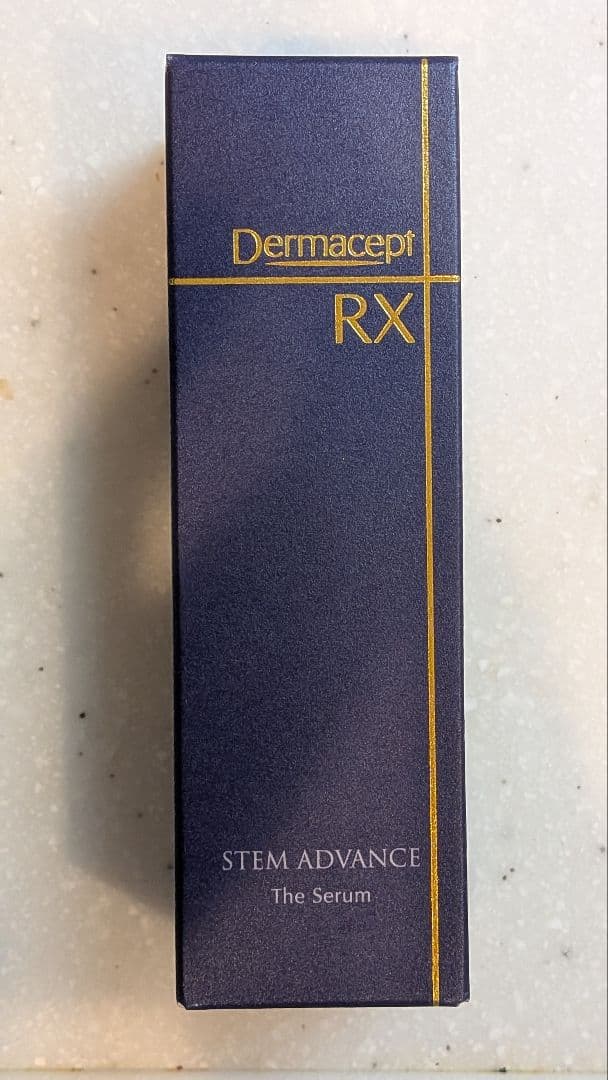 Dermacept
RX
STEM ADVANCE
The Serum